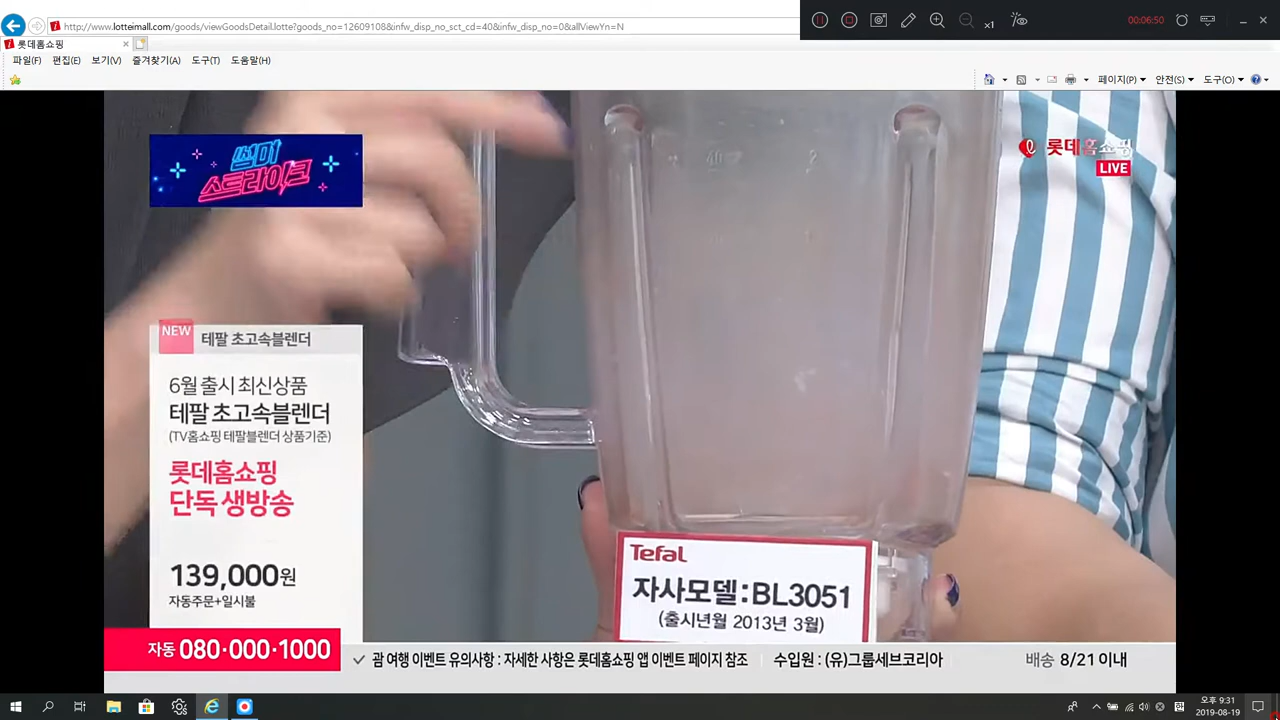 http://www.lotteimall.com/goods/viewGoodsDetail.lotte?goods_no=12609108&infw_disp_no_sct_cd=40&infw_disp_no=0&allViewYn=N
x1
00:06:50
롯데홈쇼핑
파일(F) 편집(E) 보기(V) 즐겨찾기(A) 도구(T) 도움말(H)
페이지(P) 안전(S) 도구(O)
썸머
스트라이크
롯데홈쇼핑
LIVE
NEW 테팔 초고속블렌더
6월 출시 최신상품
테팔 초고속블렌더
(TV홈쇼핑 테팔블렌더 상품기준)
롯데홈쇼핑
단독 생방송
139,000원
자동주문+일시불
Tefal
자사모델:BL3051
(출시년월 2013년 3월)
자동 080·000·1000
괌 여행 이벤트 유의사항 : 자세한 사항은 롯데홈쇼핑 앱 이벤트 페이지 참조 수입원 : (유)그룹세브코리아 배송 8/21 이내
오후 9:31
2019-08-19